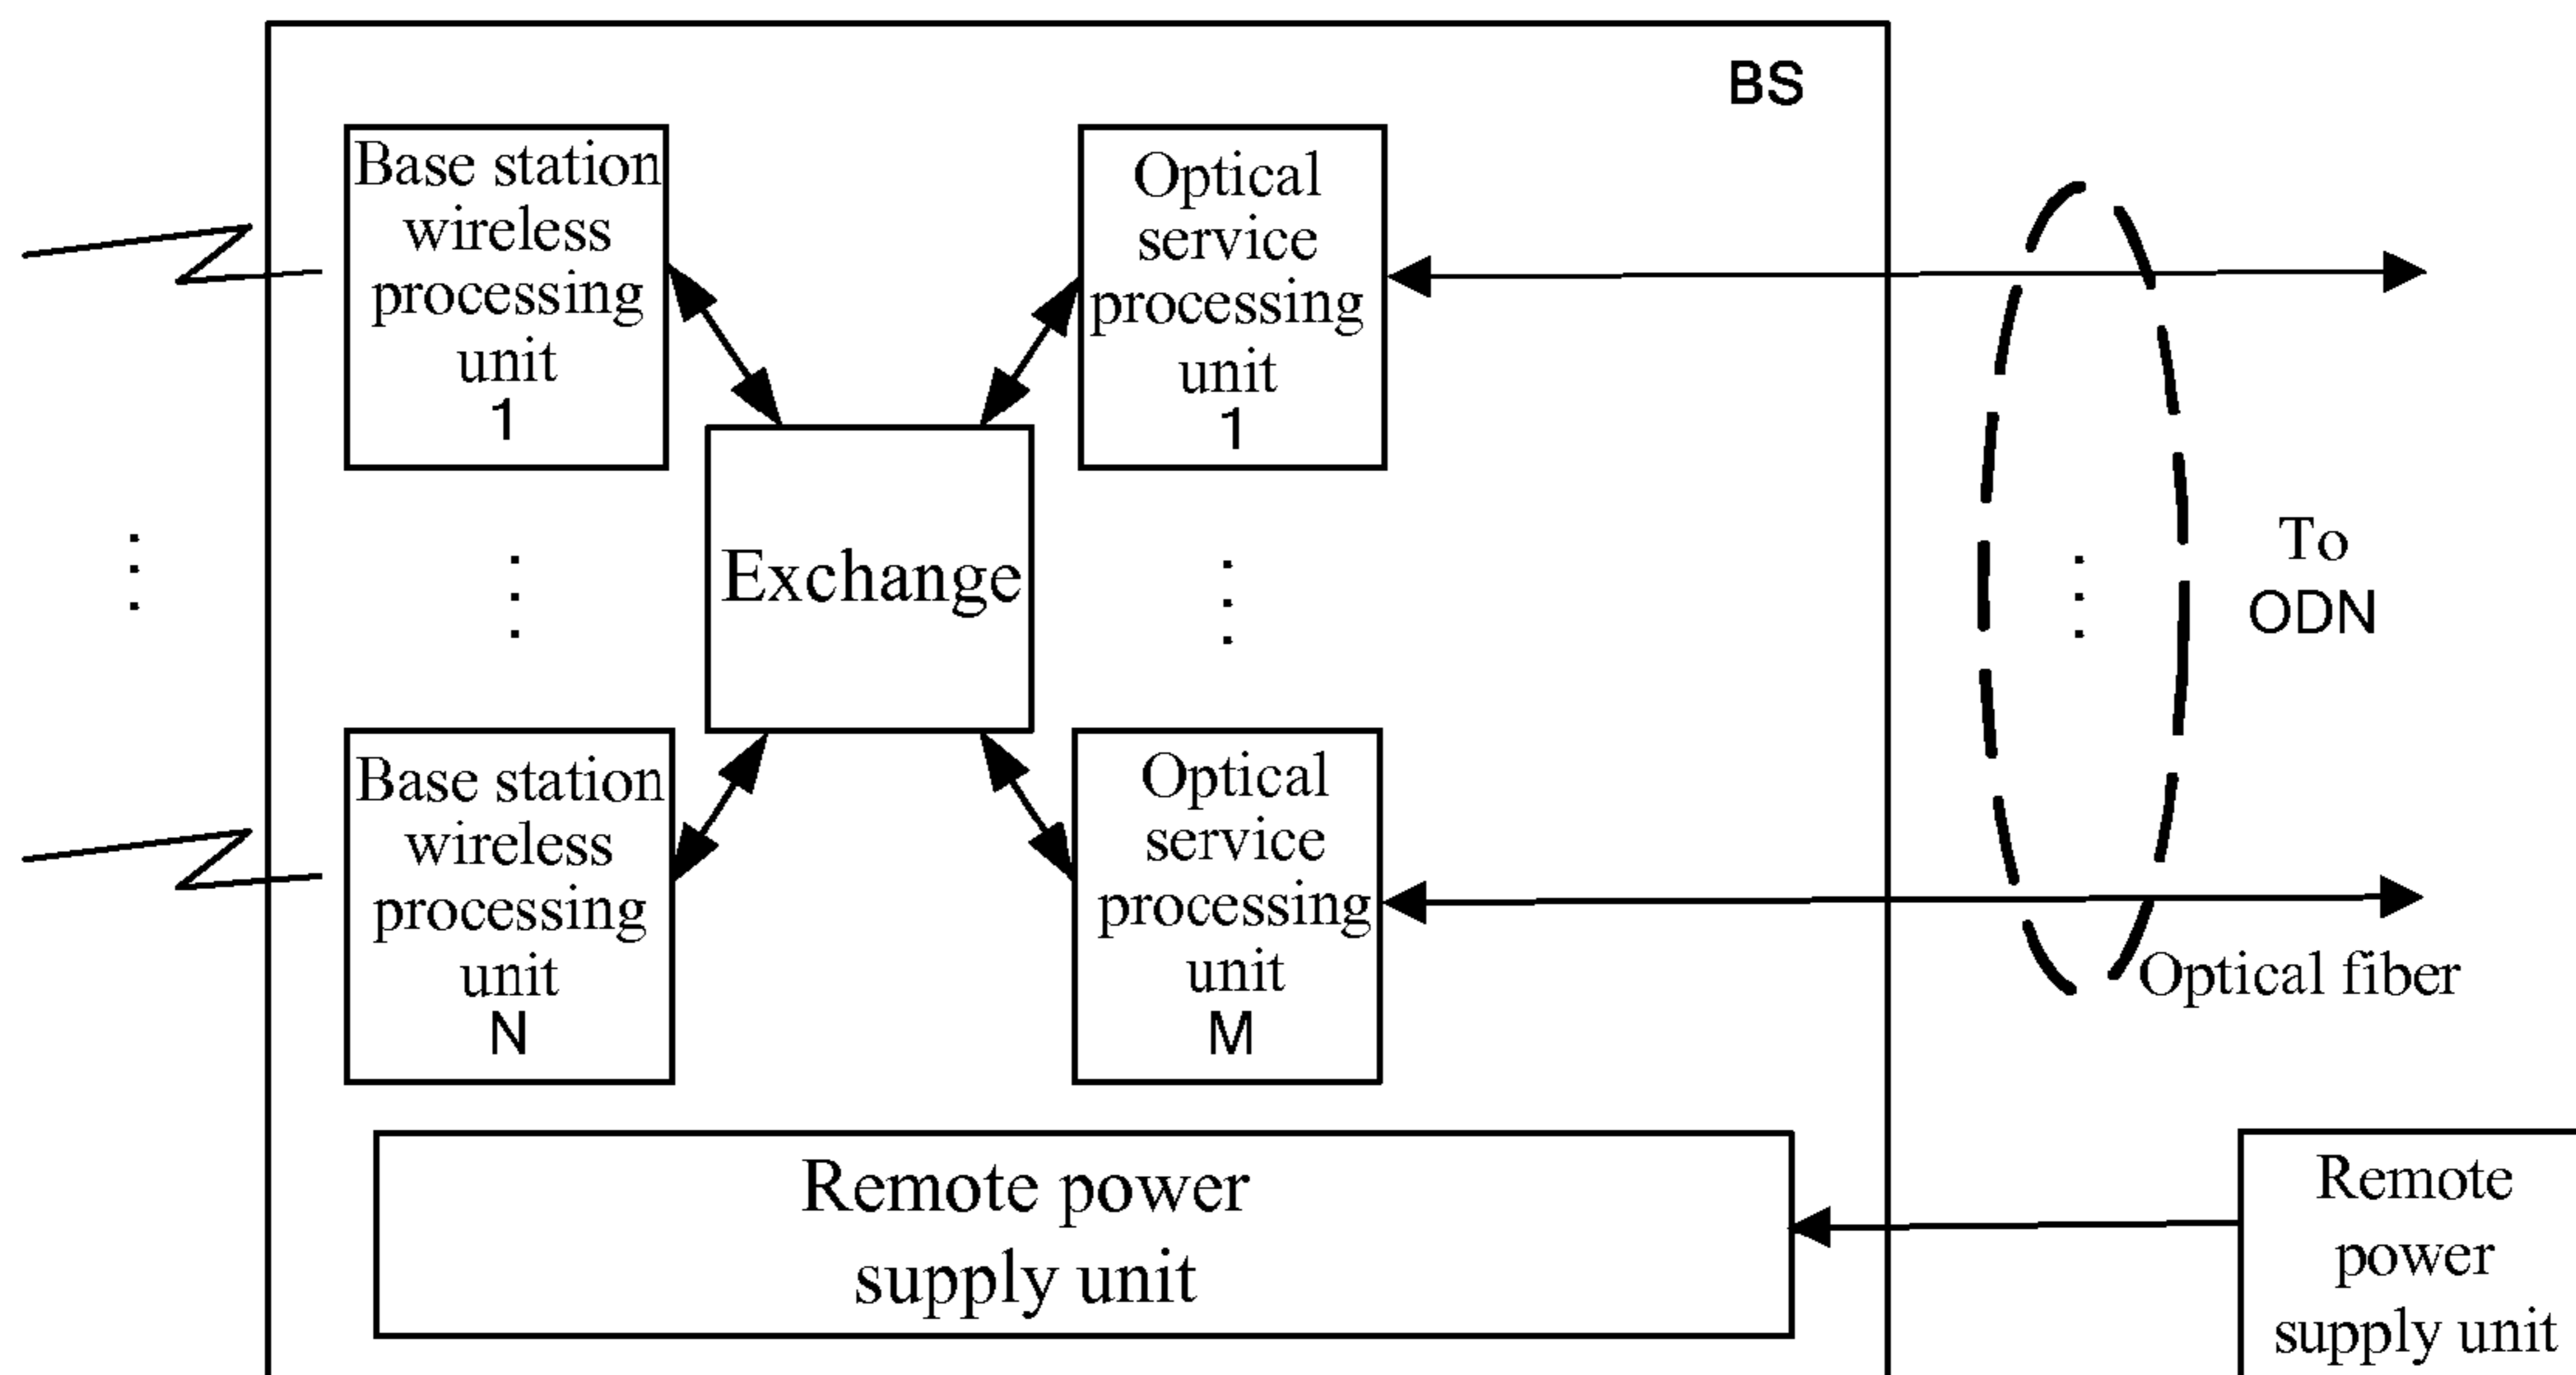 BS
Base station
wireless
processing
unit
1
Optical
service
processing
unit
1
Exchange
To
ODN
Base station
wireless
processing
unit
N
Optical
service
processing
unit
M
Optical fiber
Remote power
supply unit
Remote
power
supply unit